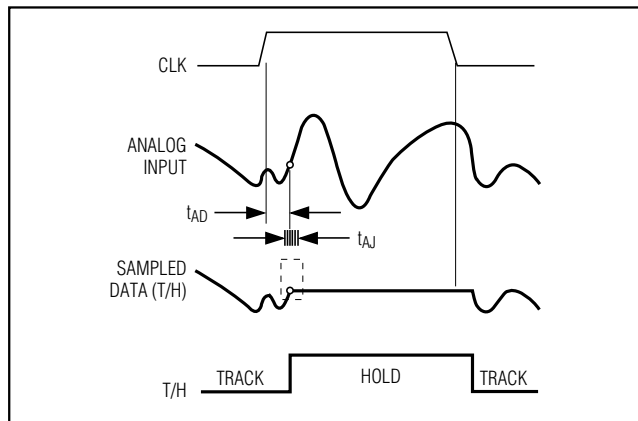 CLK
ANALOG
INPUT
tAD
tAJ
SAMPLED
DATA (T/H)
T/H
TRACK
HOLD
TRACK